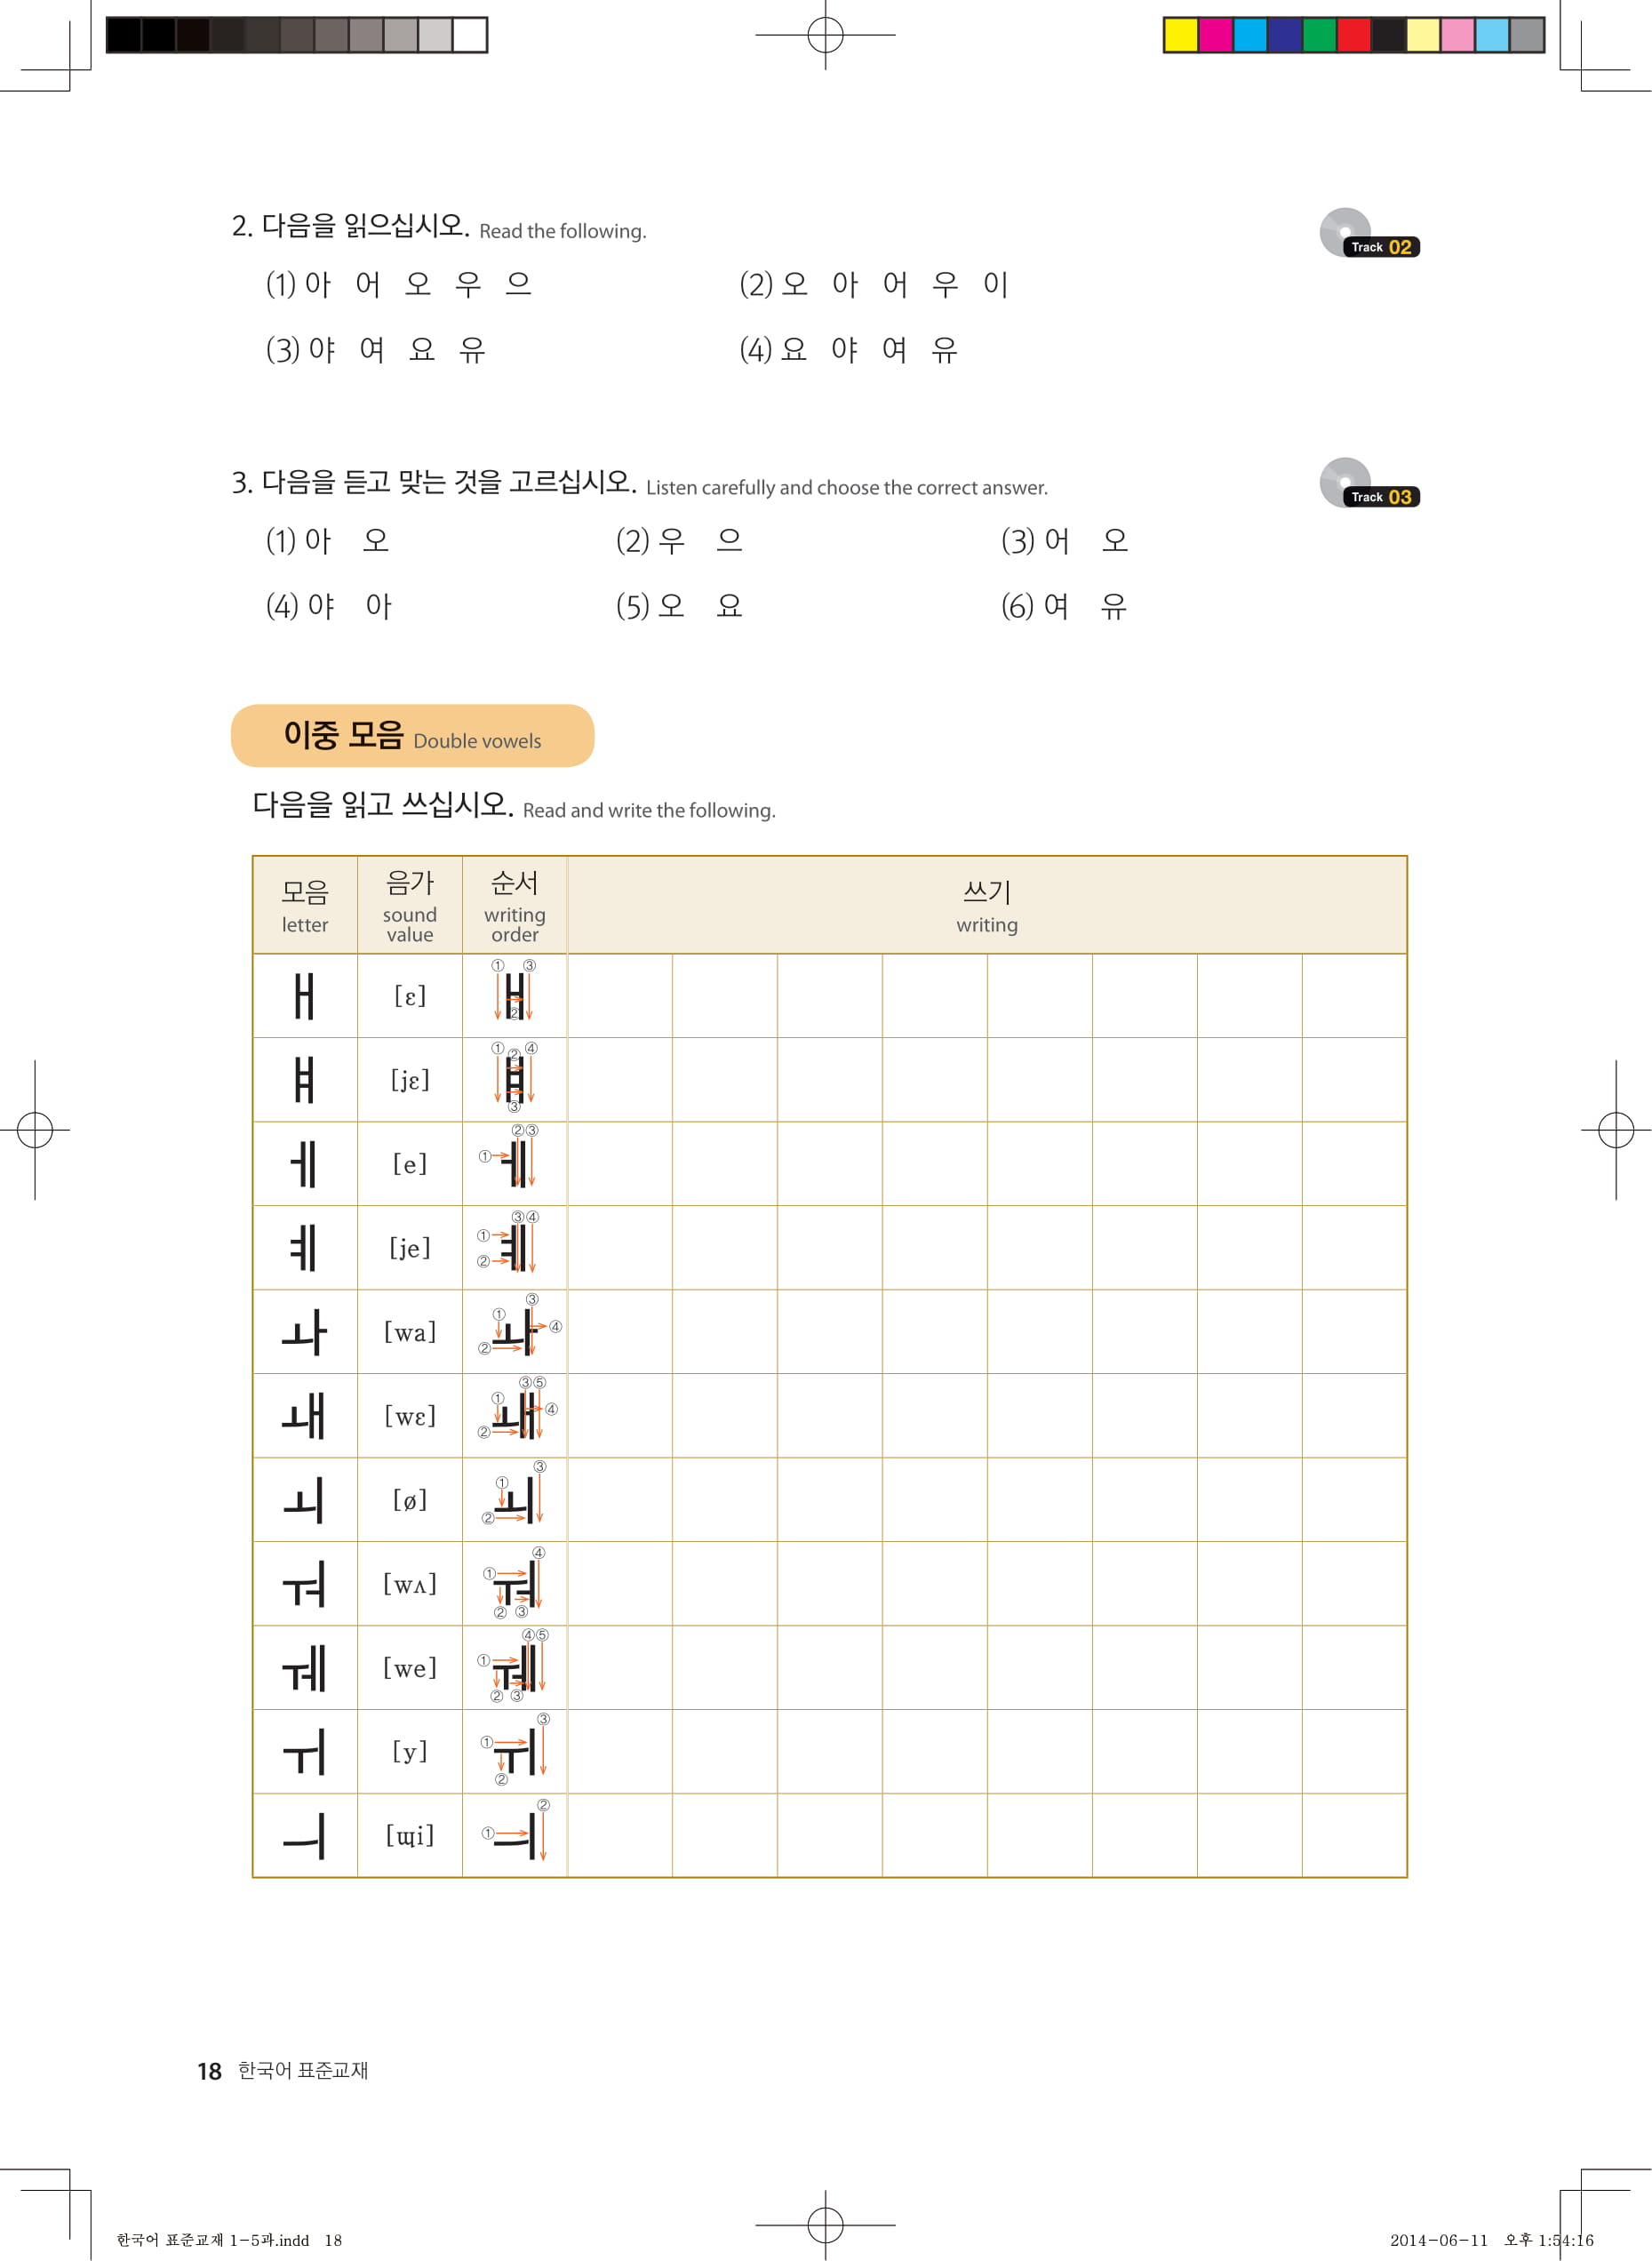 2. 다음을 읽으십시오. Read the following.
Track 02
(1) 아 어 오 우 으 (2) 오 아 어 우 이
(3) 야 여 요 유 (4) 요 야 여 유
3. 다음을 듣고 맞는 것을 고르십시오. Listen carefully and choose the correct answer.
Track 03
(1) 아 오 (2) 우 으 (3) 어 오
(4) 야 아 (5) 오 요 (6) 여 유
이중 모음 Double vowels
다음을 읽고 쓰십시오. Read and write the following.
모음 음가 순서 쓰기
letter sound value writing order writing
ㅐ [ɛ] ① ③ ㅐ ②
ㅒ [jɛ] ① ② ④ ㅒ ③
ㅔ [e] ② ③ ① ㅔ
ㅖ [je] ③ ④ ① ② ㅖ
ㅘ [wa] ③ ① ④ ② ㅘ
ㅙ [wɛ] ③ ⑤ ① ④ ② ㅙ
ㅚ [ø] ③ ① ② ㅚ
ㅝ [wʌ] ④ ① ㅝ ② ③
ㅞ [we] ④ ⑤ ① ㅞ ② ③
ㅟ [y] ③ ① ㅟ ②
ㅢ [ɰi] ② ① ㅢ
18 한국어 표준교재
한국어 표준교재 1-5과.indd 18 2014-06-11 오후 1:54:16